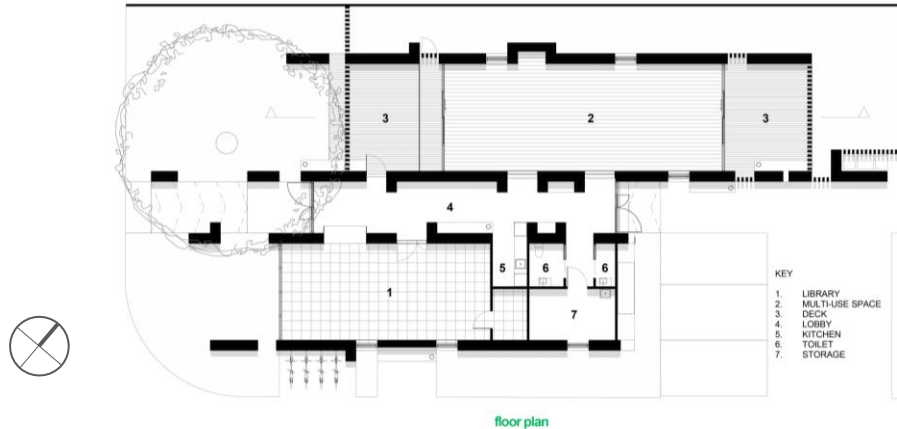 3
2
3
4
5
6
6
1
7
KEY
1. LIBRARY
2. MULTI-USE SPACE
3. DECK
4. LOBBY
5. KITCHEN
6. TOILET
7. STORAGE
floor plan